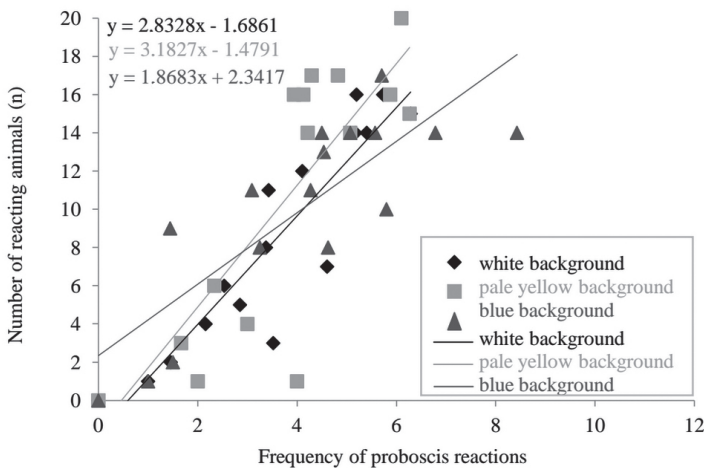 20
18
16
14
12
10
8
6
4
2
0
Number of reacting animals (n)
y = 2.8328x - 1.6861
y = 3.1827x - 1.4791
y = 1.8683x + 2.3417
white background
pale yellow background
blue background
white background
pale yellow background
blue background
0 2 4 6 8 10 12
Frequency of proboscis reactions